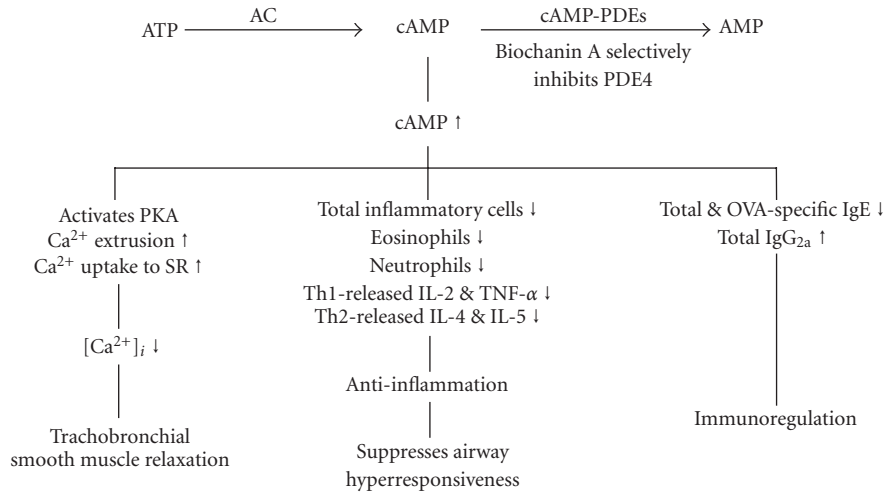 ATP
AC
cAMP
cAMP-PDEs
AMP
Biochanin A selectively
inhibits PDE4
cAMP ↑
Activates PKA
Ca²⁺ extrusion ↑
Ca²⁺ uptake to SR ↑
[Ca²⁺]ᵢ ↓
Trachobronchial
smooth muscle relaxation
Total inflammatory cells ↓
Eosinophils ↓
Neutrophils ↓
Th1-released IL-2 & TNF-α ↓
Th2-released IL-4 & IL-5 ↓
Anti-inflammation
Suppresses airway
hyperresponsiveness
Total & OVA-specific IgE ↓
Total IgG₂ₐ ↑
Immunoregulation